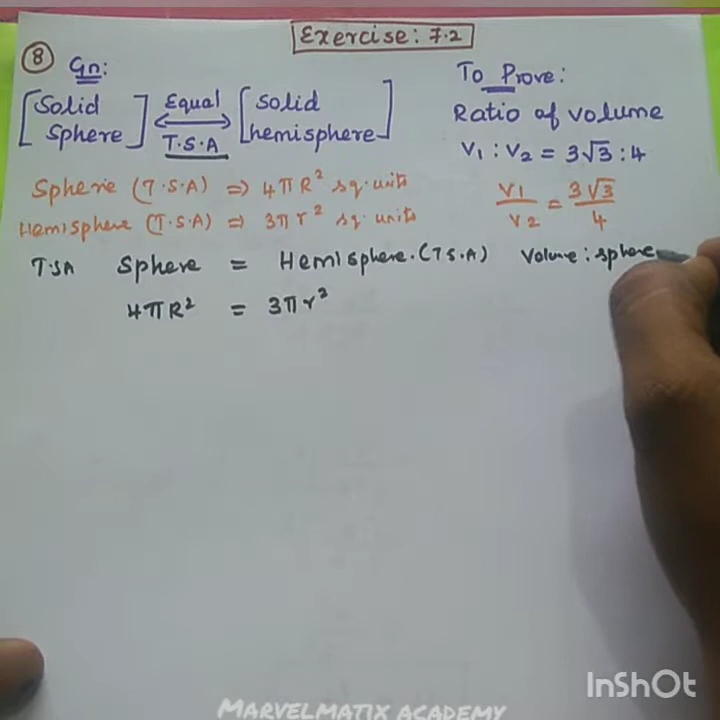 Exercise: 7.2
8 Gn:
[Solid Sphere] Equal T.S.A [Solid hemisphere]
To Prove:
Ratio of volume
V1 : V2 = 3√3 : 4
Sphere (T.S.A) => 4πR² sq. units
Hemisphere (T.S.A) => 3πr² sq. units
V1/V2 = 3√3/4
T.SA Sphere = Hemisphere.(T.S.A) Volume: sphere
4πR² = 3πr²
InShOt
MARVELMATIX ACADEMY